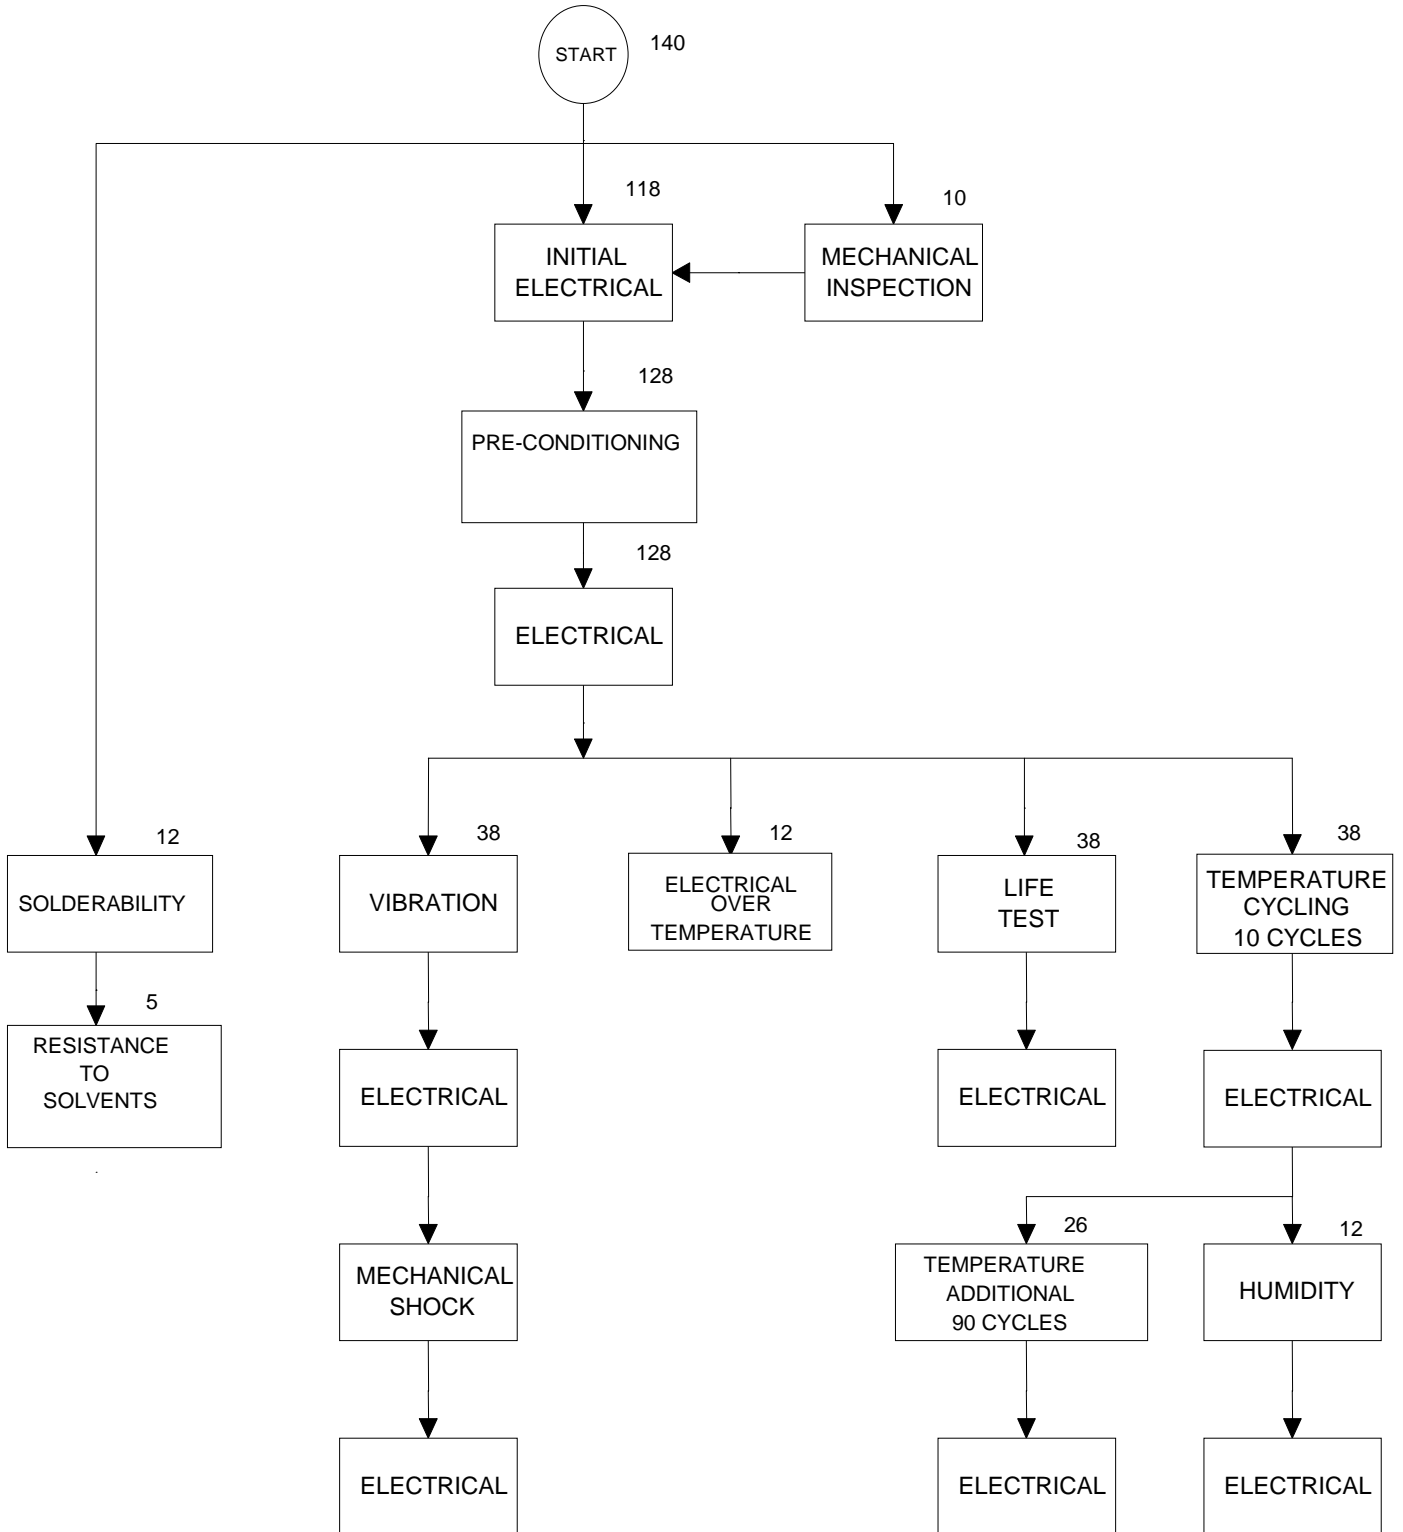 START
140
118
10
INITIAL
ELECTRICAL
MECHANICAL
INSPECTION
128
PRE-CONDITIONING
128
ELECTRICAL
12
38
12
38
38
SOLDERABILITY
VIBRATION
ELECTRICAL
OVER
TEMPERATURE
LIFE
TEST
TEMPERATURE
CYCLING
10 CYCLES
5
RESISTANCE
TO
SOLVENTS
ELECTRICAL
ELECTRICAL
ELECTRICAL
26
12
MECHANICAL
SHOCK
TEMPERATURE
ADDITIONAL
90 CYCLES
HUMIDITY
ELECTRICAL
ELECTRICAL
ELECTRICAL